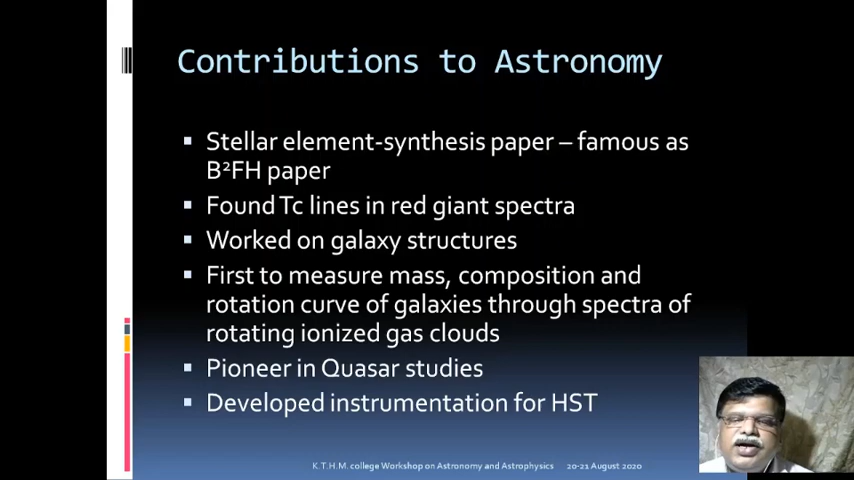 Contributions to Astronomy
▪ Stellar element-synthesis paper – famous as
B²FH paper
▪ Found Tc lines in red giant spectra
▪ Worked on galaxy structures
▪ First to measure mass, composition and
rotation curve of galaxies through spectra of
rotating ionized gas clouds
▪ Pioneer in Quasar studies
▪ Developed instrumentation for HST
K.T.H.M. college Workshop on Astronomy and Astrophysics 20-21 August 2020